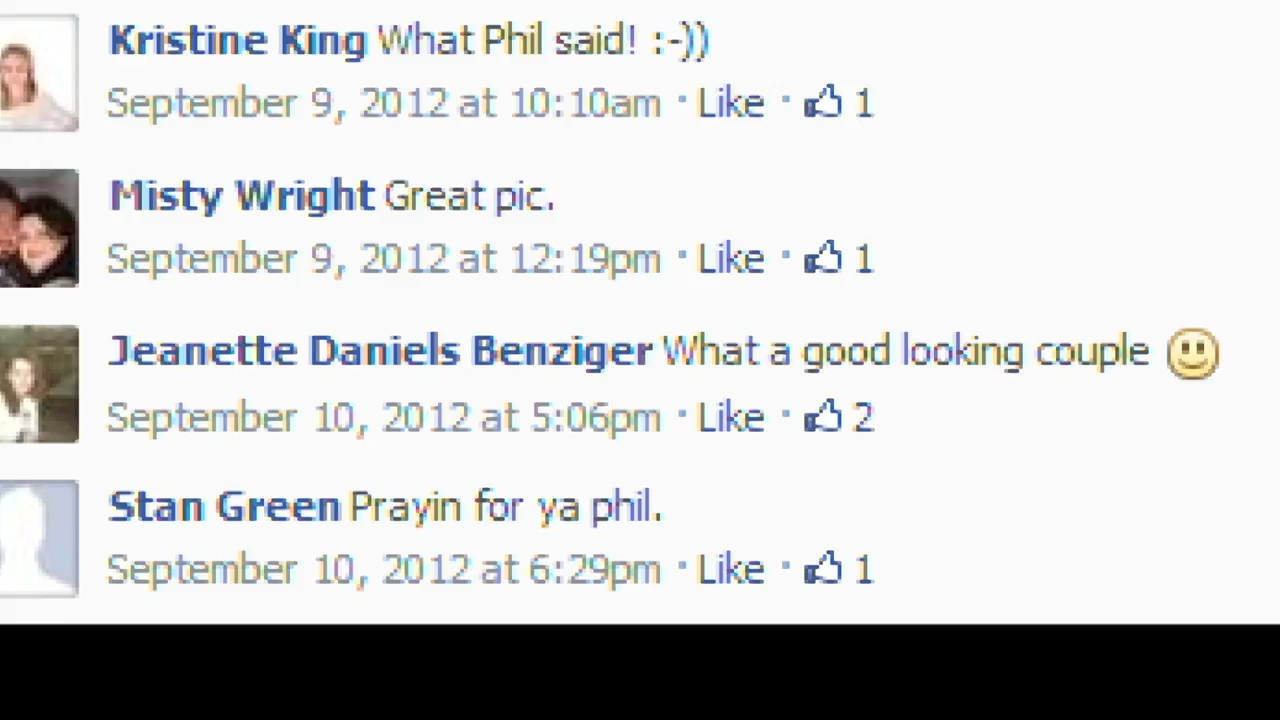 Kristine King What Phil said! :-))
September 9, 2012 at 10:10am · Like · 1
Misty Wright Great pic.
September 9, 2012 at 12:19pm · Like · 1
Jeanette Daniels Benziger What a good looking couple
September 10, 2012 at 5:06pm · Like · 2
Stan Green Prayin for ya phil.
September 10, 2012 at 6:29pm · Like · 1